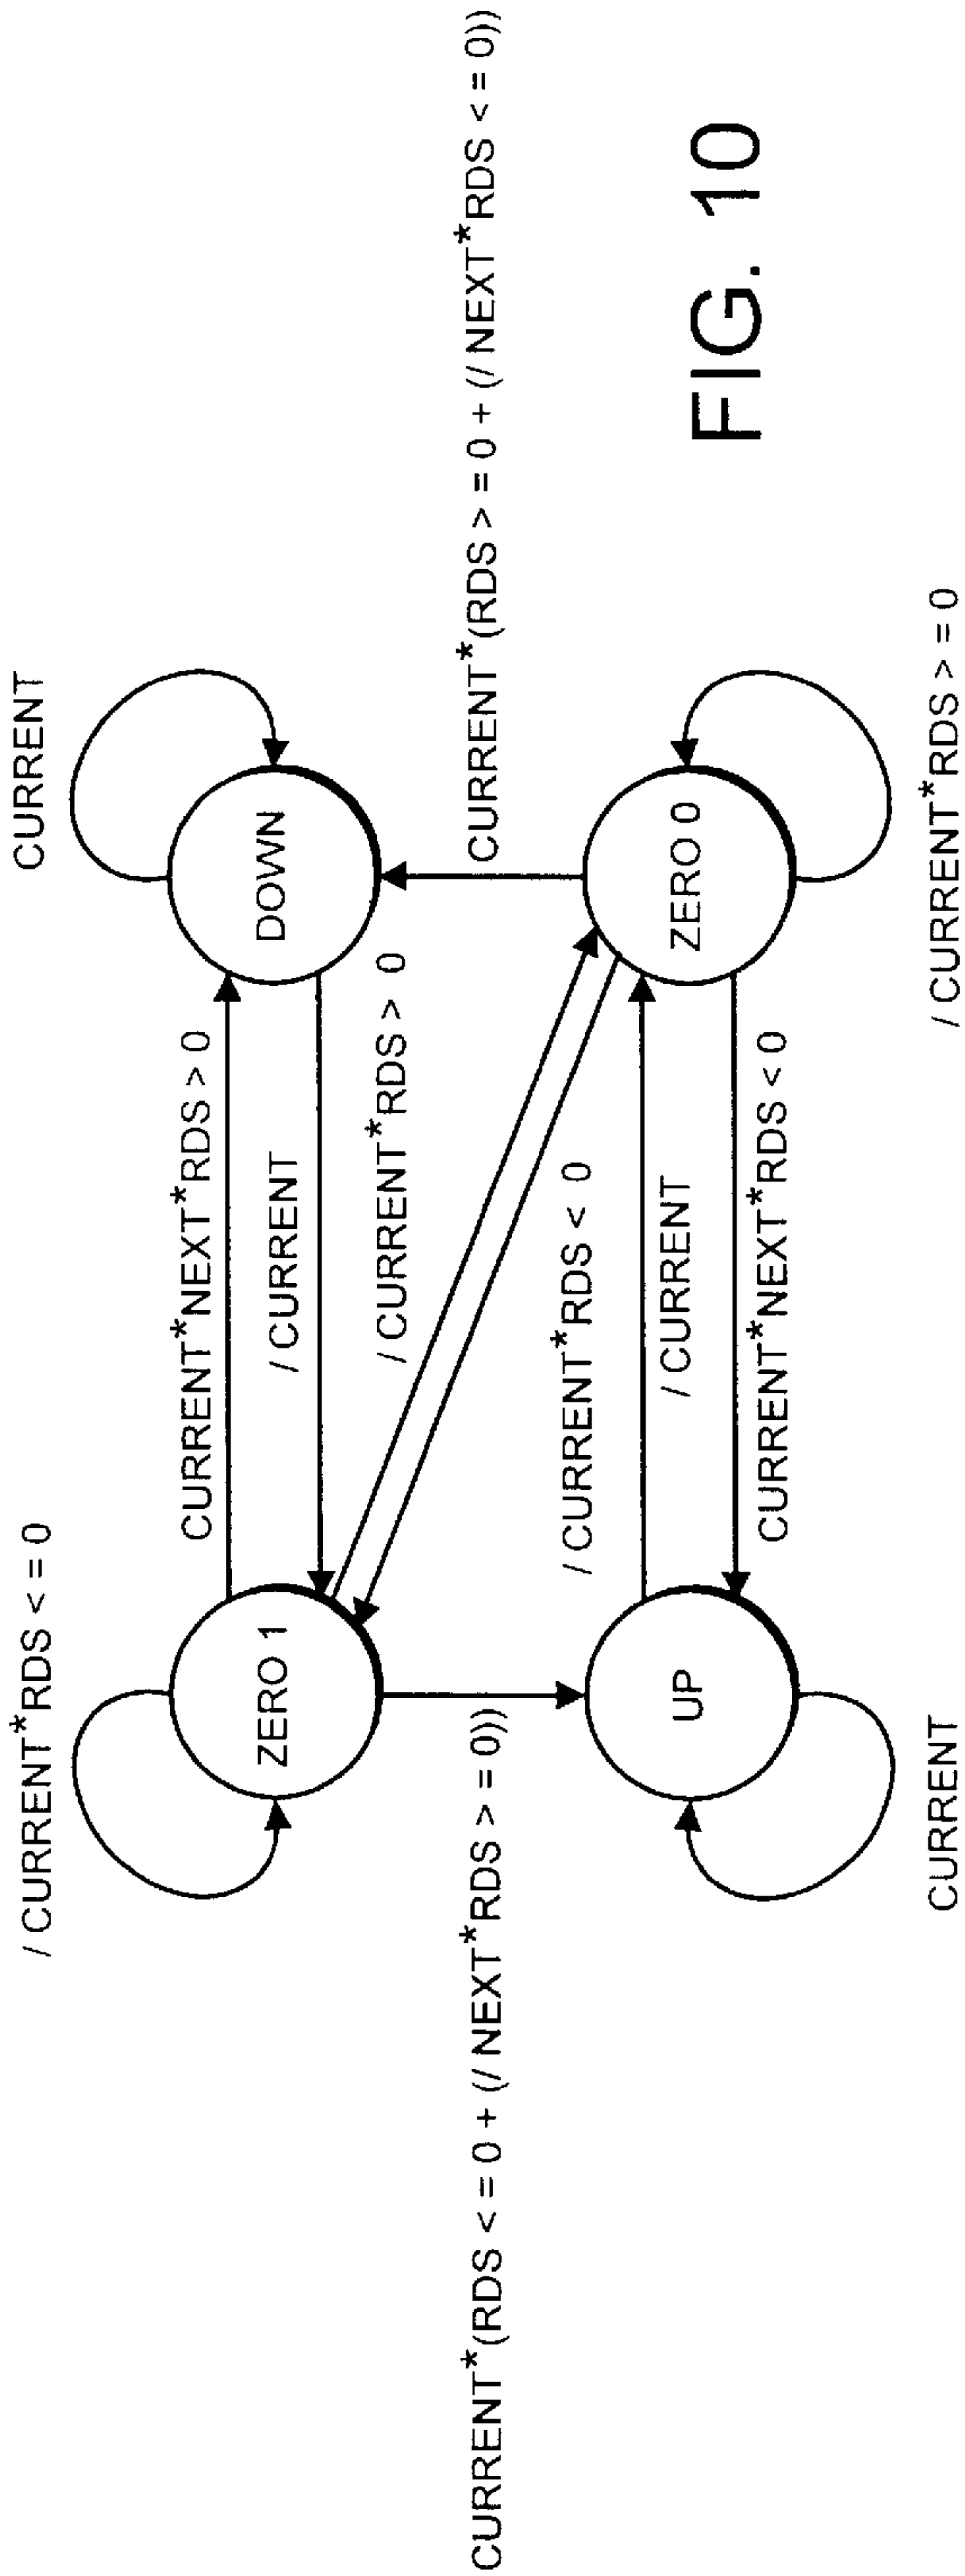 / CURRENT*RDS < = 0
CURRENT
CURRENT*NEXT*RDS > 0
ZERO 1
DOWN
/ CURRENT
/ CURRENT*RDS > 0
CURRENT*(RDS < = 0 + (/ NEXT*RDS > = 0))
CURRENT*(RDS > = 0 + (/ NEXT*RDS < = 0))
/ CURRENT*RDS < 0
/ CURRENT
UP
ZERO 0
CURRENT*NEXT*RDS < 0
CURRENT
/ CURRENT*RDS > = 0
FIG. 10